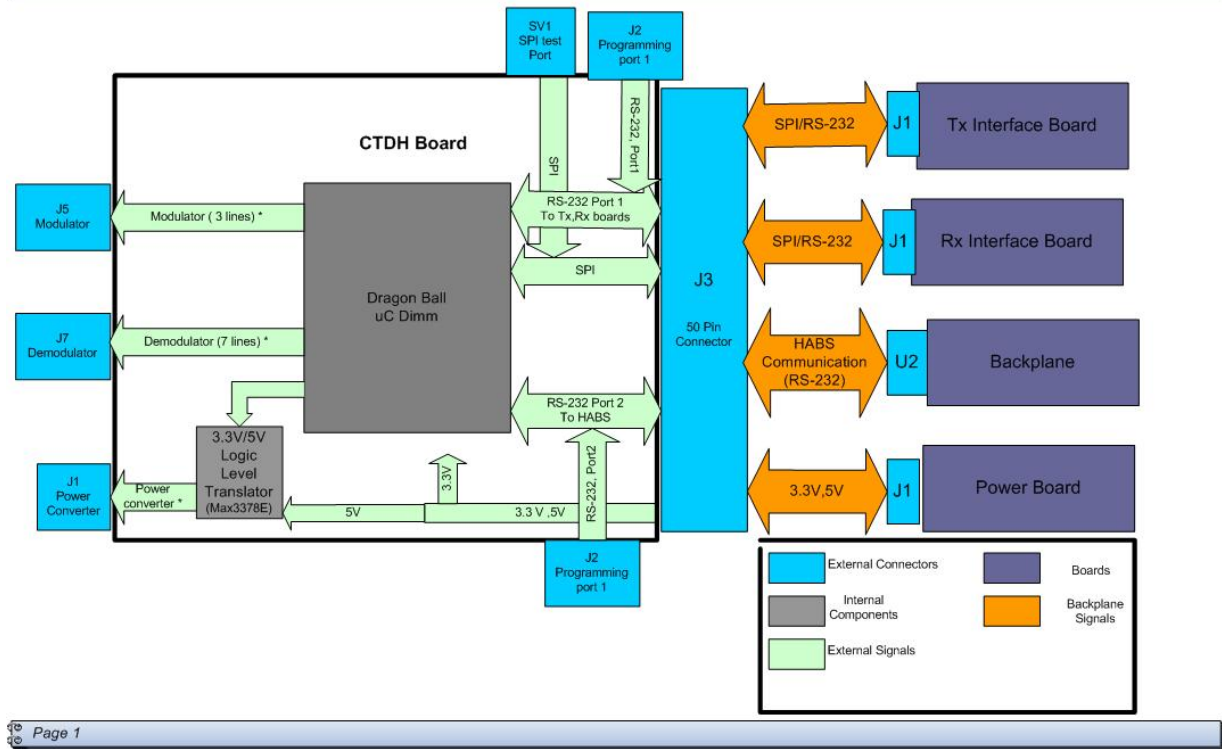 SV1
SPI test
Port
J2
Programming
port 1
SPI
RS-232, Port1
CTDH Board
J5
Modulator
Modulator ( 3 lines) *
RS-232 Port 1
To Tx,Rx boards
SPI
Dragon Ball
uC Dimm
J7
Demodulator
Demodulator (7 lines) *
RS-232 Port 2
To HABS
3.3V/5V
Logic
Level
Translator
(Max3378E)
J1
Power
Converter
Power
converter *
5V
3.3V
3.3 V ,5V
RS-232, Port2
J2
Programming
port 1
J3
50 Pin
Connector
SPI/RS-232
J1
Tx Interface Board
SPI/RS-232
J1
Rx Interface Board
HABS
Communication
(RS-232)
U2
Backplane
3.3V,5V
J1
Power Board
External Connectors
Boards
Internal
Components
Backplane
Signals
External Signals
Page 1